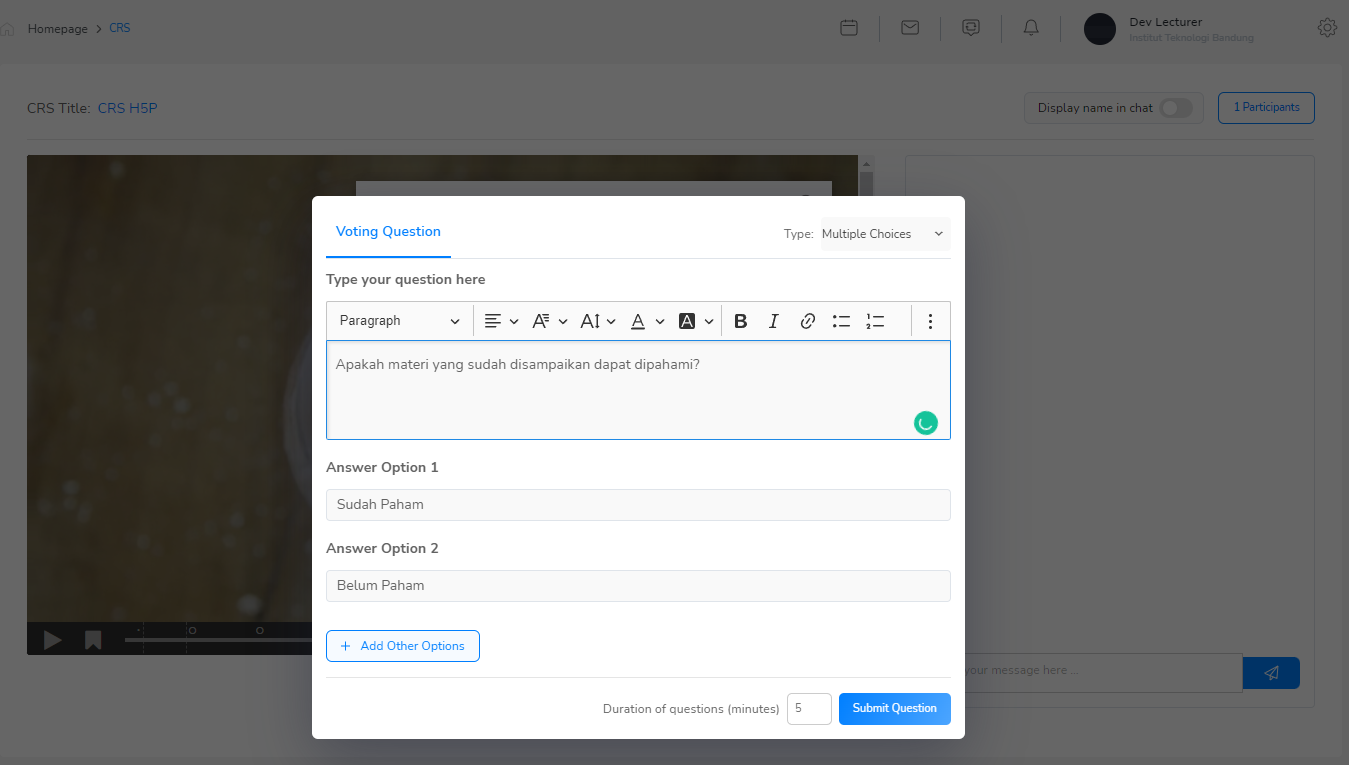 Homepage > CRS
Dev Lecturer
Institut Teknologi Bandung
CRS Title: CRS H5P
Display name in chat
1 Participants
Voting Question
Type: Multiple Choices
Type your question here
Paragraph
Apakah materi yang sudah disampaikan dapat dipahami?
Answer Option 1
Sudah Paham
Answer Option 2
Belum Paham
+ Add Other Options
your message here ...
Duration of questions (minutes) 5 Submit Question